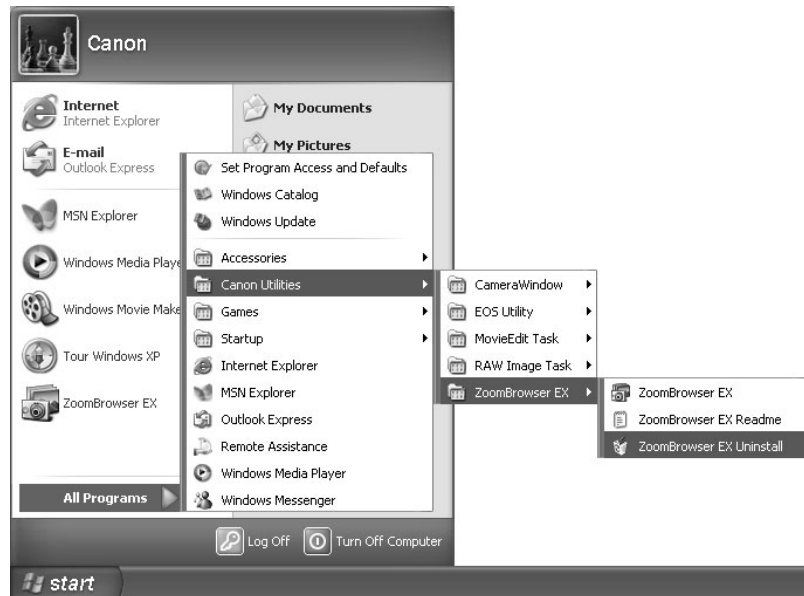 Canon
Internet
Internet Explorer
E-mail
Outlook Express
MSN Explorer
Windows Media Playe
Windows Movie Make
Tour Windows XP
ZoomBrowser EX
All Programs
My Documents
My Pictures
Set Program Access and Defaults
Windows Catalog
Windows Update
Accessories
Canon Utilities
Games
Startup
Internet Explorer
MSN Explorer
Outlook Express
Remote Assistance
Windows Media Player
Windows Messenger
CameraWindow
EOS Utility
MovieEdit Task
RAW Image Task
ZoomBrowser EX
ZoomBrowser EX
ZoomBrowser EX Readme
ZoomBrowser EX Uninstall
Log Off
Turn Off Computer
start